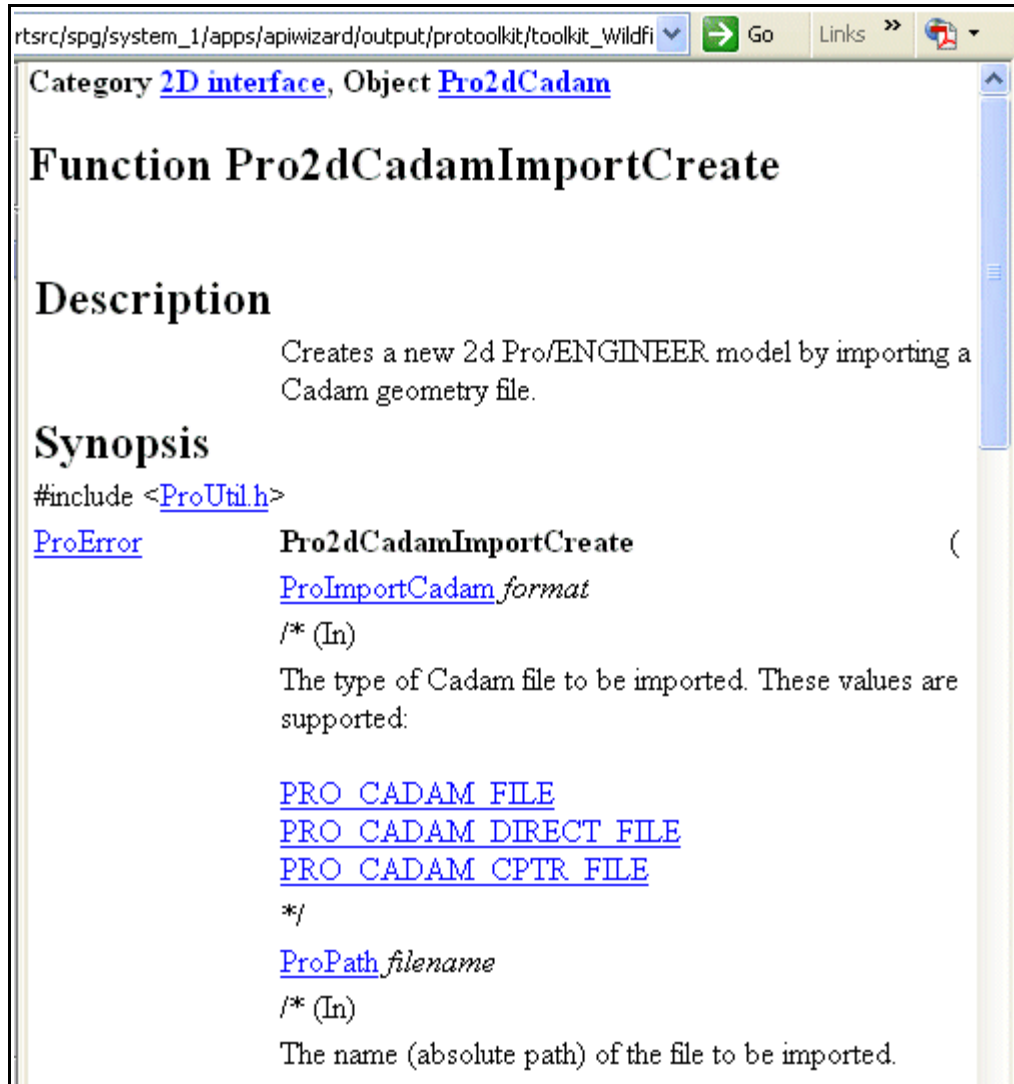 rtsrc/spg/system_1/apps/apiwizard/output/protoolkit/toolkit_Wildfi Go Links »
Category 2D interface, Object Pro2dCadam
Function Pro2dCadamImportCreate
Description
Creates a new 2d Pro/ENGINEER model by importing a
Cadam geometry file.
Synopsis
#include <ProUtil.h>
ProError Pro2dCadamImportCreate (
ProImportCadam format
/* (In)
The type of Cadam file to be imported. These values are
supported:
PRO_CADAM_FILE
PRO_CADAM_DIRECT_FILE
PRO_CADAM_CPTR_FILE
*/
ProPath filename
/* (In)
The name (absolute path) of the file to be imported.